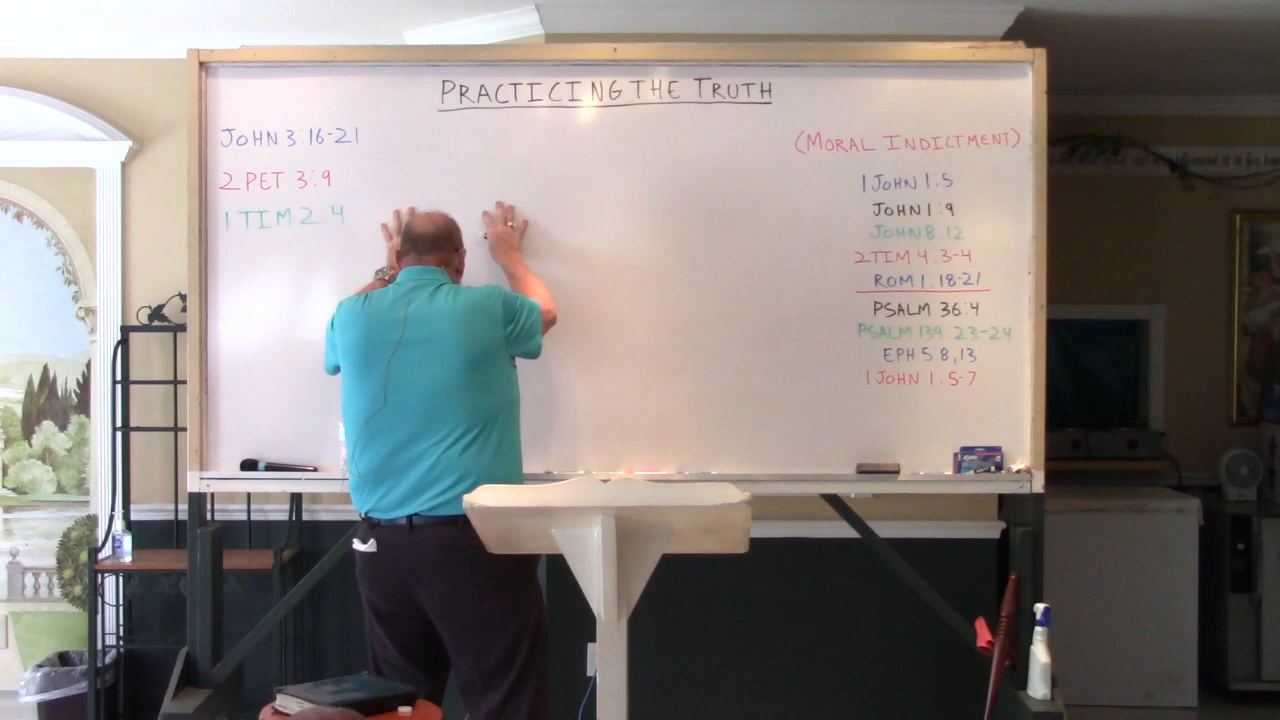 PRACTICING THE TRUTH
JOHN 3:16-21
2 PET 3:9
1 TIM 2:4
(MORAL INDICTMENT)
1 JOHN 1:5
JOHN 1:9
JOHN 8:12
2 TIM 4:3-4
ROM 1:18-21
PSALM 36:4
PSALM 139 23-24
EPH 5:8,13
1 JOHN 1:5-7